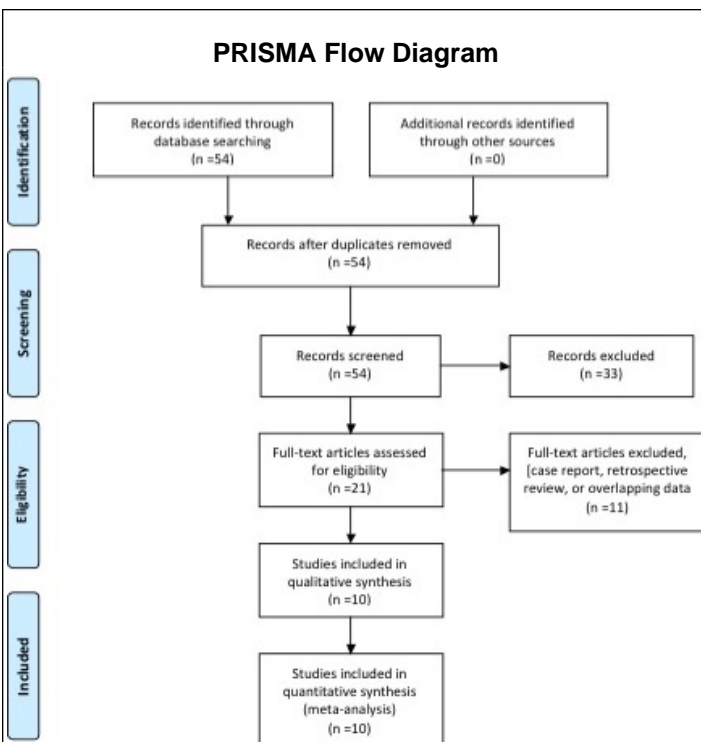 PRISMA Flow Diagram
Identification
Records identified through
database searching
(n =54)
Additional records identified
through other sources
(n =0)
Records after duplicates removed
(n =54)
Screening
Records screened
(n =54)
Records excluded
(n =33)
Eligibility
Full-text articles assessed
for eligibility
(n =21)
Full-text articles excluded,
[case report, retrospective
review, or overlapping data
(n =11)
Studies included in
qualitative synthesis
(n =10)
Included
Studies included in
quantitative synthesis
(meta-analysis)
(n =10)